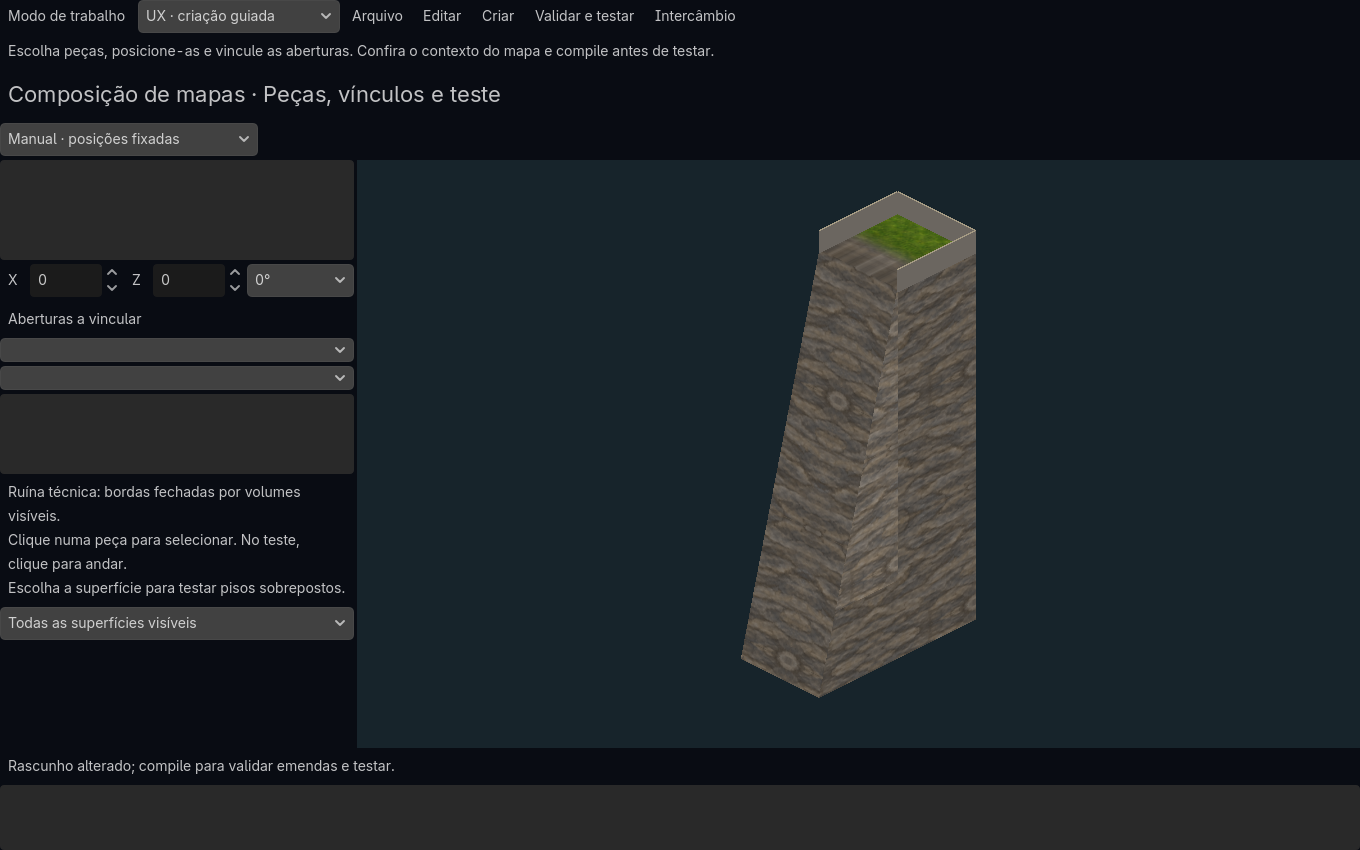 Modo de trabalho
UX · criação guiada
Arquivo
Editar
Criar
Validar e testar
Intercâmbio
Escolha peças, posicione-as e vincule as aberturas. Confira o contexto do mapa e compile antes de testar.
Composição de mapas · Peças, vínculos e teste
Manual · posições fixadas
X
0
Z
0
0°
Aberturas a vincular
Ruína técnica: bordas fechadas por volumes
visíveis.
Clique numa peça para selecionar. No teste,
clique para andar.
Escolha a superfície para testar pisos sobrepostos.
Todas as superfícies visíveis
Rascunho alterado; compile para validar emendas e testar.